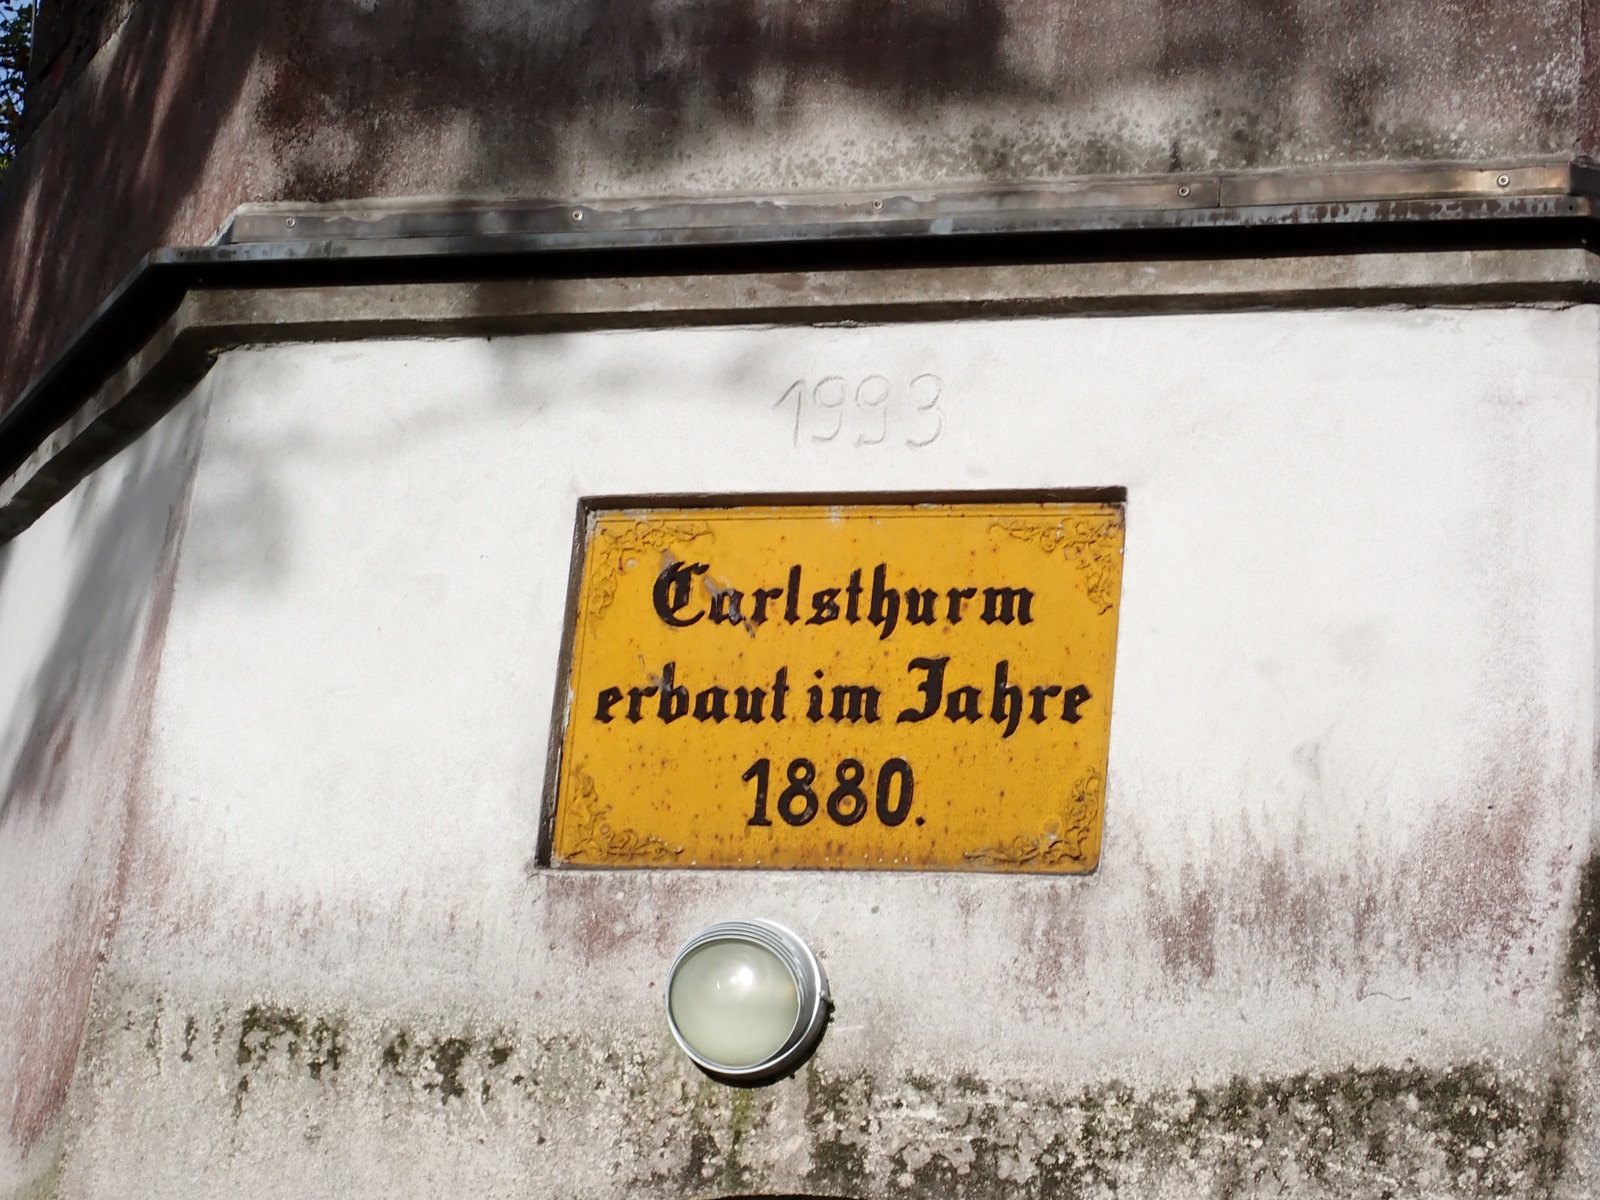 1993
Carlsthurm
erbaut im Jahre
1880.